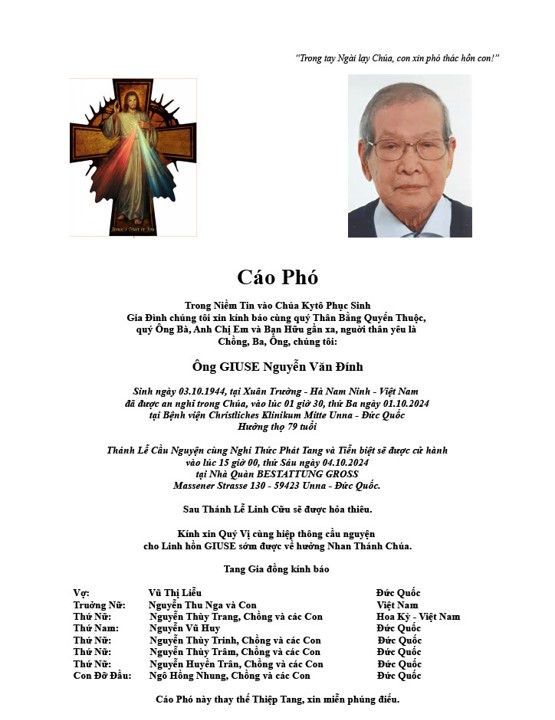 “Trong tay Ngài lạy Chúa, con xin phó thác hồn con!”
Cáo Phó
Trong Niềm Tin vào Chúa Kytô Phục Sinh
Gia Đình chúng tôi xin kính báo cùng quý Thân Bằng Quyến Thuộc,
quý Ông Bà, Anh Chị Em và Bạn Hữu gần xa, người thân yêu là
Chồng, Ba, Ông, chúng tôi:
Ông GIUSE Nguyễn Văn Đính
Sinh ngày 03.10.1944, tại Xuân Trường - Hà Nam Ninh - Việt Nam
đã được an nghỉ trong Chúa, vào lúc 01 giờ 30, thứ Ba ngày 01.10.2024
tại Bệnh viện Christliches Klinikum Mitte Unna - Đức Quốc
Hưởng thọ 79 tuổi
Thánh Lễ Cầu Nguyện cùng Nghi Thức Phát Tang và Tiễn biệt sẽ được cử hành
vào lúc 15 giờ 00, thứ Sáu ngày 04.10.2024
tại Nhà Quàn BESTATTUNG GROSS
Massener Strasse 130 - 59423 Unna - Đức Quốc.
Sau Thánh Lễ Linh Cữu sẽ được hỏa thiêu.
Kính xin Quý Vị cùng hiệp thông cầu nguyện
cho Linh hồn GIUSE sớm được về hưởng Nhan Thánh Chúa.
Tang Gia đồng kính báo
Vợ: Vũ Thị Liễu Đức Quốc
Trưởng Nữ: Nguyễn Thu Nga và Con Việt Nam
Thứ Nữ: Nguyễn Thùy Trang, Chồng và các Con Hoa Kỳ - Việt Nam
Thứ Nam: Nguyễn Vũ Huy Đức Quốc
Thứ Nữ: Nguyễn Thùy Trinh, Chồng và các Con Đức Quốc
Thứ Nữ: Nguyễn Thùy Trâm, Chồng và các Con Đức Quốc
Thứ Nữ: Nguyễn Huyền Trân, Chồng và các Con Đức Quốc
Con Đỡ Đầu: Ngô Hồng Nhung, Chồng và các Con Đức Quốc
Cáo Phó này thay thế Thiệp Tang, xin miễn phúng điếu.